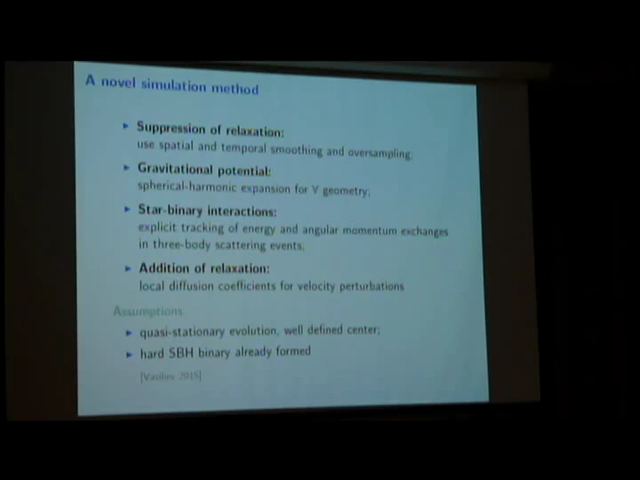 A novel simulation method
▸ Suppression of relaxation:
use spatial and temporal smoothing and oversampling;
▸ Gravitational potential:
spherical-harmonic expansion for ∀ geometry;
▸ Star-binary interactions:
explicit tracking of energy and angular momentum exchanges
in three-body scattering events;
▸ Addition of relaxation:
local diffusion coefficients for velocity perturbations
Assumptions
▸ quasi-stationary evolution, well defined center;
▸ hard SBH binary already formed
[Vasiliev 2015]